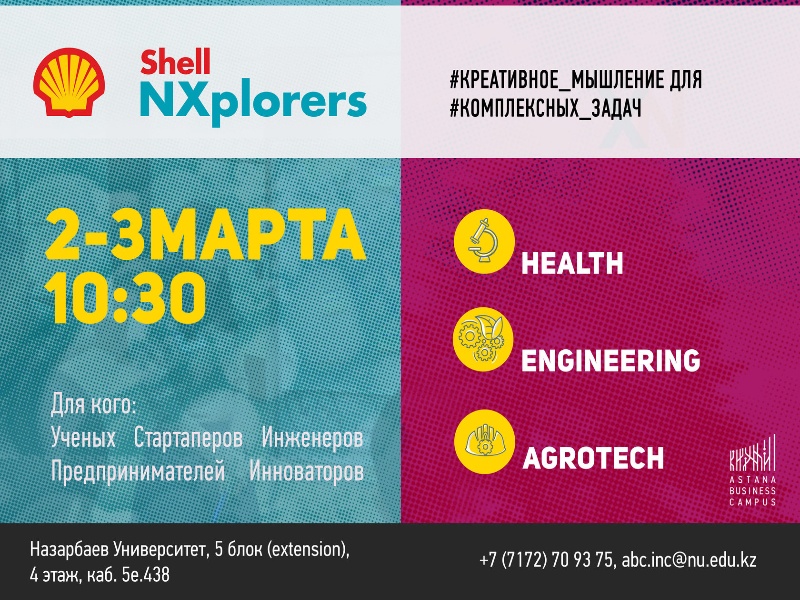 Shell
NXplorers
#КРЕАТИВНОЕ_МЫШЛЕНИЕ ДЛЯ
#КОМПЛЕКСНЫХ_ЗАДАЧ
2-3МАРТА
10:30
Для кого:
Ученых Стартаперов Инженеров
Предпринимателей Инноваторов
HEALTH
ENGINEERING
AGROTECH
ASTANA
BUSINESS
CAMPUS
Назарбаев Университет, 5 блок (extension),
4 этаж, каб. 5е.438
+7 (7172) 70 93 75, abc.inc@nu.edu.kz